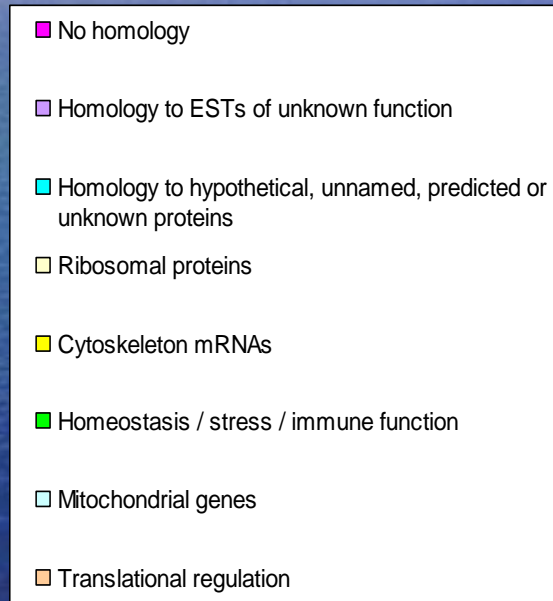 No homology
Homology to ESTs of unknown function
Homology to hypothetical, unnamed, predicted or
unknown proteins
Ribosomal proteins
Cytoskeleton mRNAs
Homeostasis / stress / immune function
Mitochondrial genes
Translational regulation